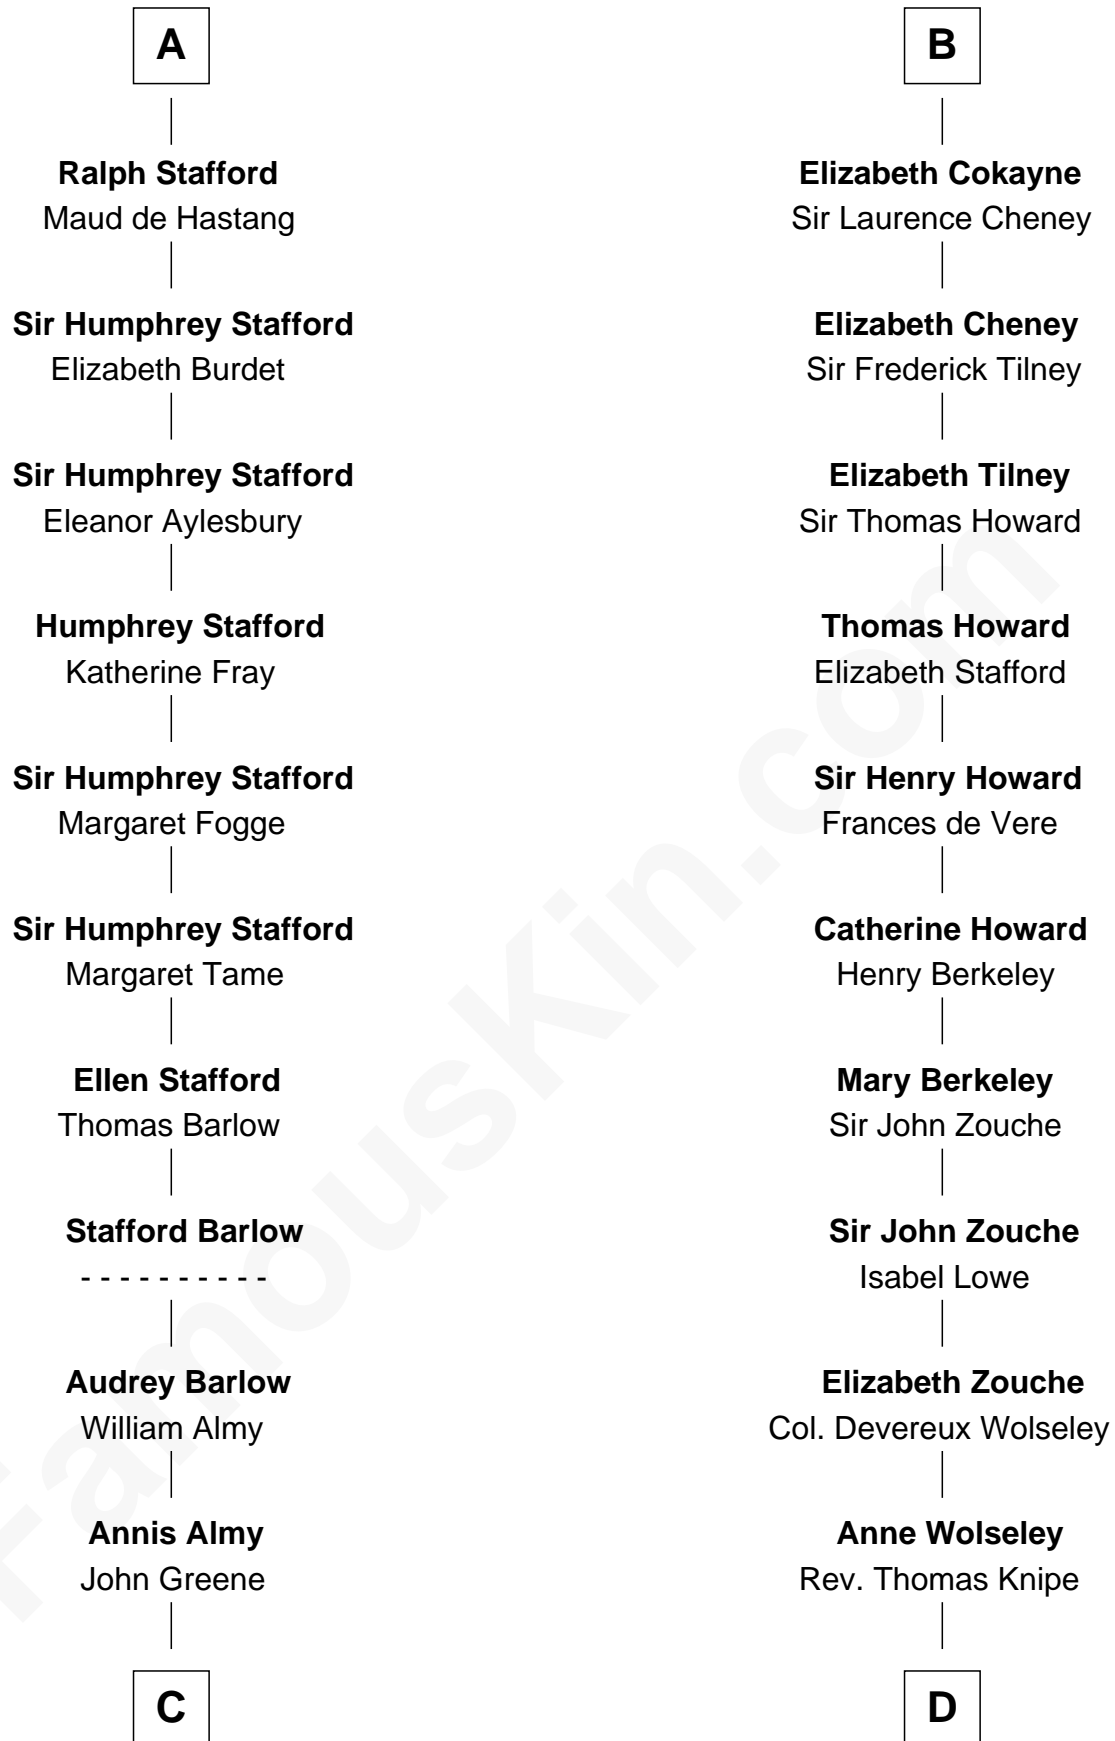 A
Ralph Stafford
Maud de Hastang
Sir Humphrey Stafford
Elizabeth Burdet
Sir Humphrey Stafford
Eleanor Aylesbury
Humphrey Stafford
Katherine Fray
Sir Humphrey Stafford
Margaret Fogge
Sir Humphrey Stafford
Margaret Tame
Ellen Stafford
Thomas Barlow
Stafford Barlow
- - - - - - - - - -
Audrey Barlow
William Almy
Annis Almy
John Greene
C
B
Elizabeth Cokayne
Sir Laurence Cheney
Elizabeth Cheney
Sir Frederick Tilney
Elizabeth Tilney
Sir Thomas Howard
Thomas Howard
Elizabeth Stafford
Sir Henry Howard
Frances de Vere
Catherine Howard
Henry Berkeley
Mary Berkeley
Sir John Zouche
Sir John Zouche
Isabel Lowe
Elizabeth Zouche
Col. Devereux Wolseley
Anne Wolseley
Rev. Thomas Knipe
D
FamousKin.com